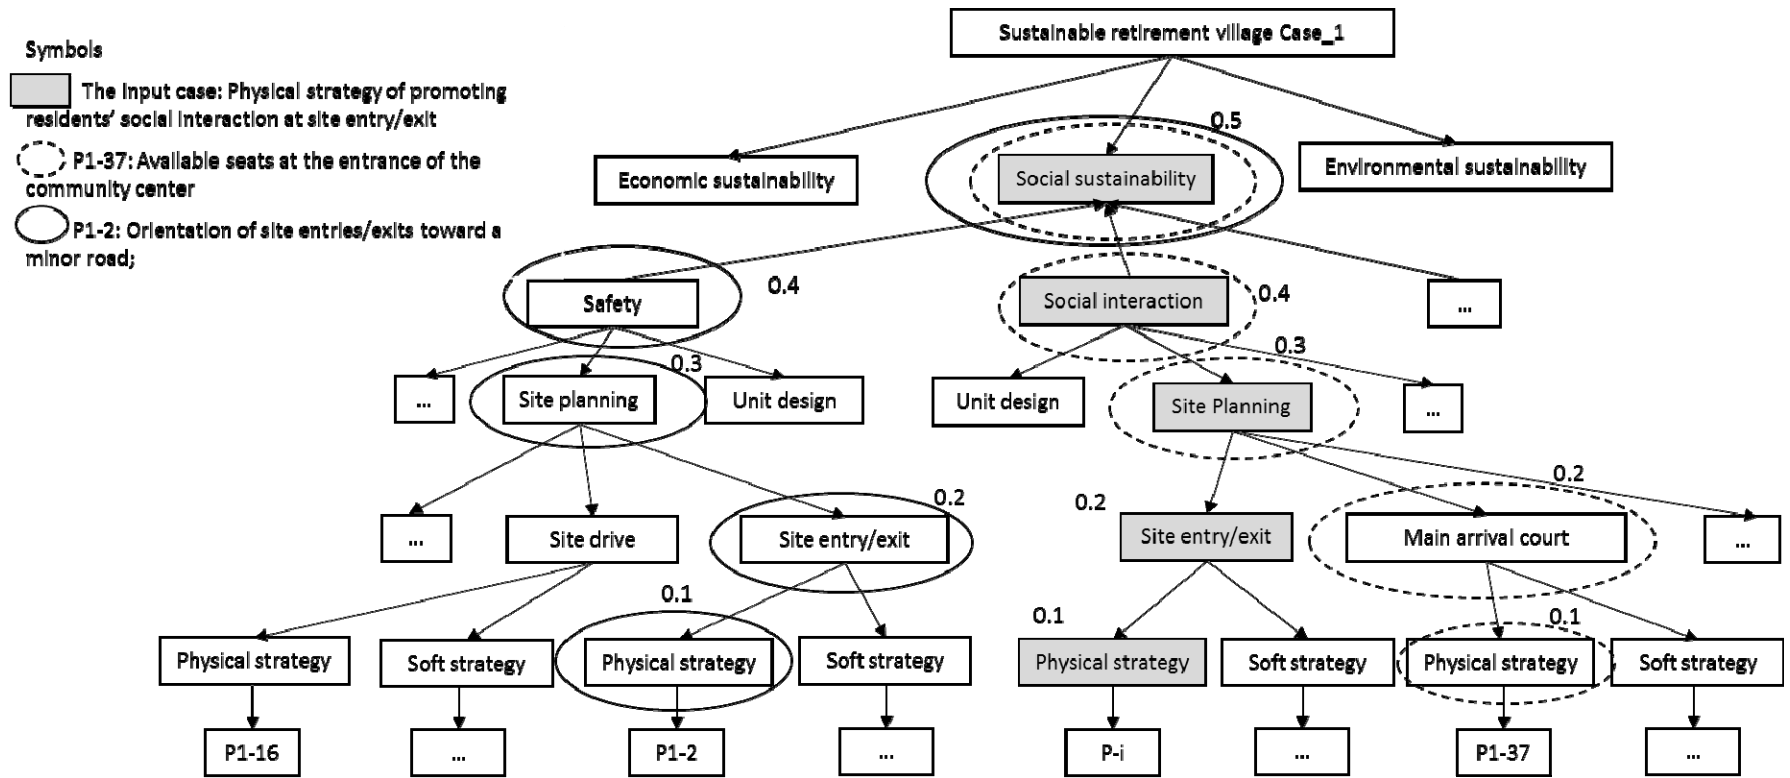 Sustainable retirement village Case_1
Symbols
The Input case: Physical strategy of promoting
residents' social Interaction at site entry/exit
P1-37: Available seats at the entrance of the
community center
P1-2: Orientation of site entries/exits toward a
minor road;
0.5
Economic sustainability
Social sustainability
Environmental sustainability
Safety
0.4
Social interaction
0.4
...
0.3
0.3
...
Site planning
Unit design
Unit design
Site Planning
...
0.2
0.2
0.2
...
Site drive
Site entry/exit
Site entry/exit
Main arrival court
...
0.1
0.1
0.1
Physical strategy
Soft strategy
Physical strategy
Soft strategy
Physical strategy
Soft strategy
Physical strategy
Soft strategy
P1-16
...
P1-2
...
P-i
...
P1-37
...